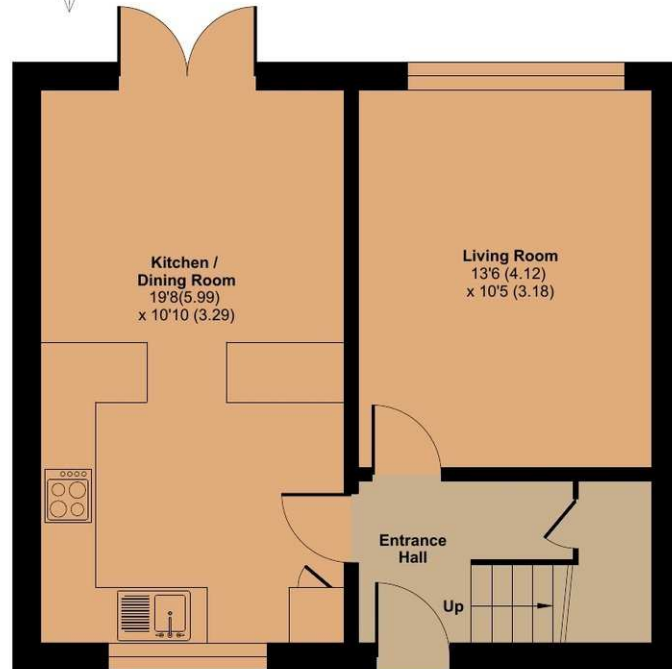 Kitchen /
Dining Room
19'8(5.99)
x 10'10 (3.29)
Living Room
13'6 (4.12)
x 10'5 (3.18)
Entrance
Hall
Up